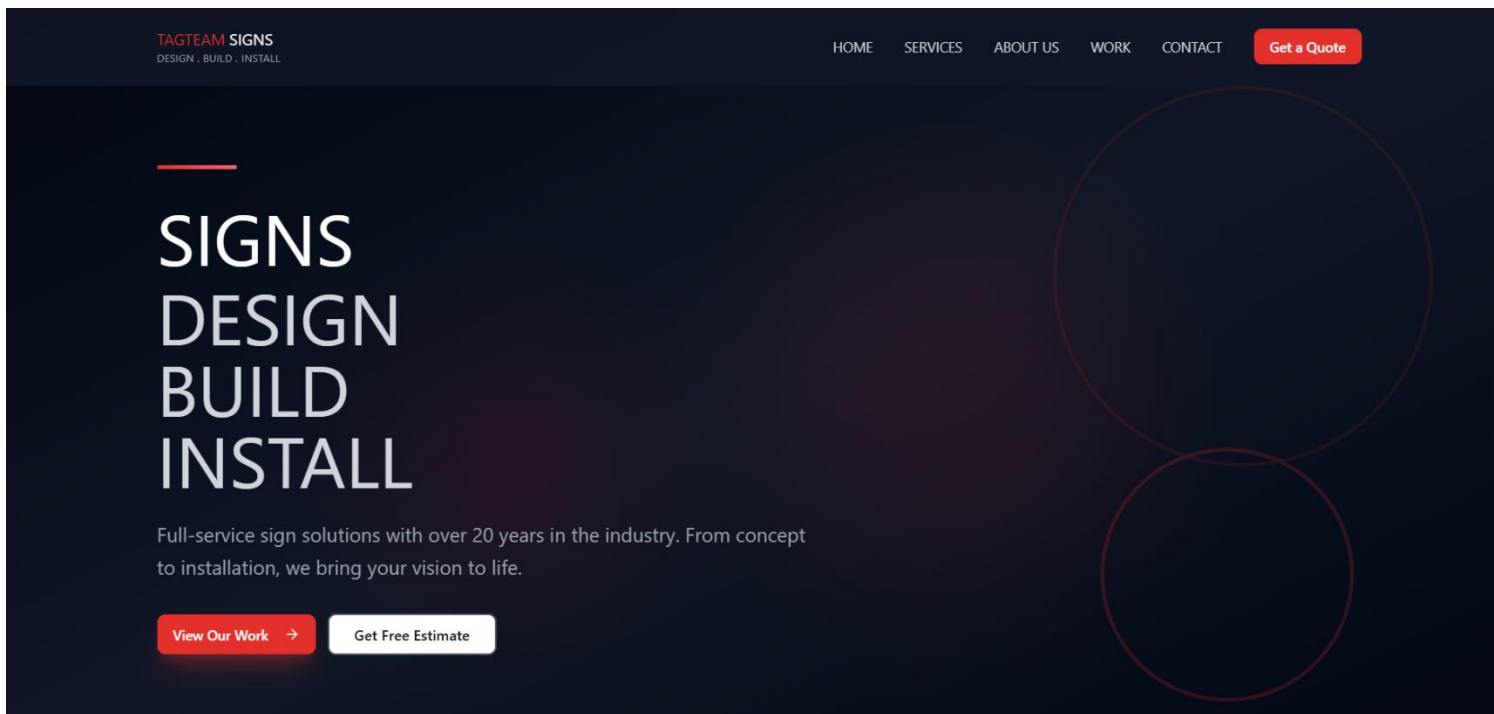 TAGTEAM SIGNS
DESIGN . BUILD . INSTALL
HOME
SERVICES
ABOUT US
WORK
CONTACT
Get a Quote
SIGNS
DESIGN
BUILD
INSTALL
Full-service sign solutions with over 20 years in the industry. From concept
to installation, we bring your vision to life.
View Our Work →
Get Free Estimate